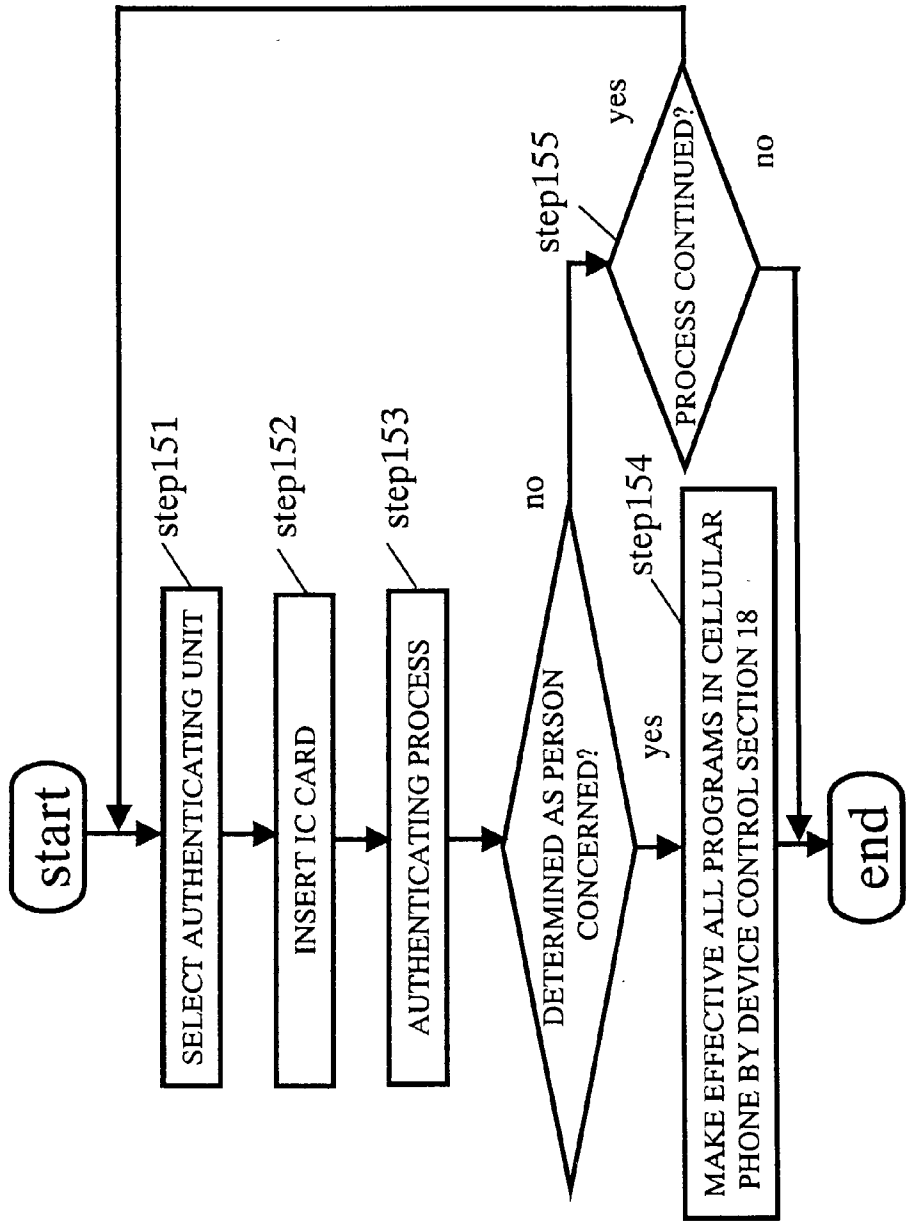 start
SELECT AUTHENTICATING UNIT
step151
INSERT IC CARD
step152
AUTHENTICATING PROCESS
step153
DETERMINED AS PERSON
CONCERNED?
no
yes
step155
PROCESS CONTINUED?
yes
no
step154
MAKE EFFECTIVE ALL PROGRAMS IN CELLULAR
PHONE BY DEVICE CONTROL SECTION 18
end